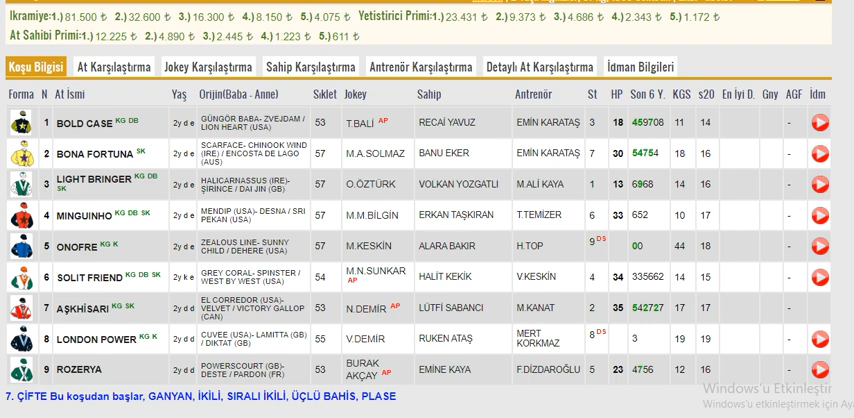 Ikramiye:1.) 81.500 ₺ 2.) 32.600 ₺ 3.) 16.300 ₺ 4.) 8.150 ₺ 5.) 4.075 ₺ Yetistirici Primi:1.) 23.431 ₺ 2.) 9.373 ₺ 3.) 4.686 ₺ 4.) 2.343 ₺ 5.) 1.172 ₺
At Sahibi Primi:1.) 12.225 ₺ 2.) 4.890 ₺ 3.) 2.445 ₺ 4.) 1.223 ₺ 5.) 611 ₺
Koşu Bilgisi At Karşılaştırma Jokey Karşılaştırma Sahip Karşılaştırma Antrenör Karşılaştırma Detaylı At Karşılaştırma İdman Bilgileri
Forma N At İsmi Yaş Orijin(Baba - Anne) Sıklet Jokey Sahip Antrenör St HP Son 6 Y. KGS s20 En İyi D. Gny AGF İdm
1 BOLD CASE KG DB 2y d e GÜNGÖR BABA- ZVEJDAM / LION HEART (USA) 53 T.BALİ AP RECAİ YAVUZ EMİN KARATAŞ 3 18 459708 11 14 -
2 BONA FORTUNA SK 2y d e SCARFACE- CHINOOK WIND (IRE) / ENCOSTA DE LAGO (AUS) 57 M.A.SOLMAZ BANU EKER EMİN KARATAŞ 7 30 54754 18 16 -
3 LIGHT BRINGER KG DB SK 2y d e HALICARNASSUS (IRE)- ŞİRİNCE / DAI JIN (GB) 57 O.ÖZTÜRK VOLKAN YOZGATLI M.ALİ KAYA 1 13 6968 14 16 -
4 MINGUINHO KG DB SK 2y d e MENDIP (USA)- DESNA / SRI PEKAN (USA) 57 M.M.BİLGİN ERKAN TAŞKIRAN T.TEMİZER 6 33 652 10 17 -
5 ONOFRE KG K 2y d e ZEALOUS LINE- SUNNY CHILD / DEHERE (USA) 57 M.KESKİN ALARA BAKIR H.TOP 9 DS 00 44 18 -
6 SOLIT FRIEND KG DB SK 2y k e GREY CORAL- SPINSTER / WEST BY WEST (USA) 54 M.N.SUNKAR AP HALİT KEKİK V.KESKİN 4 34 335662 14 15 -
7 AŞKHİSARI KG SK 2y d d EL CORREDOR (USA)- VELVET / VICTORY GALLOP (CAN) 53 N.DEMİR AP LÜTFİ SABANCI M.KANAT 2 35 542727 17 17 -
8 LONDON POWER KG K 2y d d CUVEE (USA)- LAMITTA (GB) / DIKTAT (GB) 55 V.DEMİR RUKEN ATAŞ MERT KORKMAZ 8 DS 3 19 19 -
9 ROZERYA 2y d d POWERSCOURT (GB)- DESTE / PARDON (FR) 53 BURAK AKÇAY AP EMİNE KAYA F.DİZDAROĞLU 5 23 4756 12 16 -
7. ÇİFTE Bu koşudan başlar, GANYAN, İKİLİ, SIRALI İKİLİ, ÜÇLÜ BAHİS, PLASE
Windows'u Etkinleştir
Windows'u etkinleştirmek için Aya